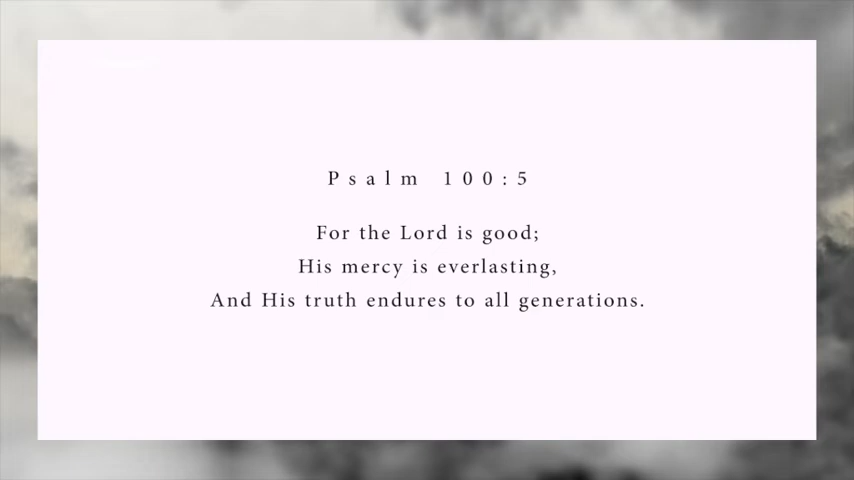 Psalm 100:5
For the Lord is good;
His mercy is everlasting,
And His truth endures to all generations.